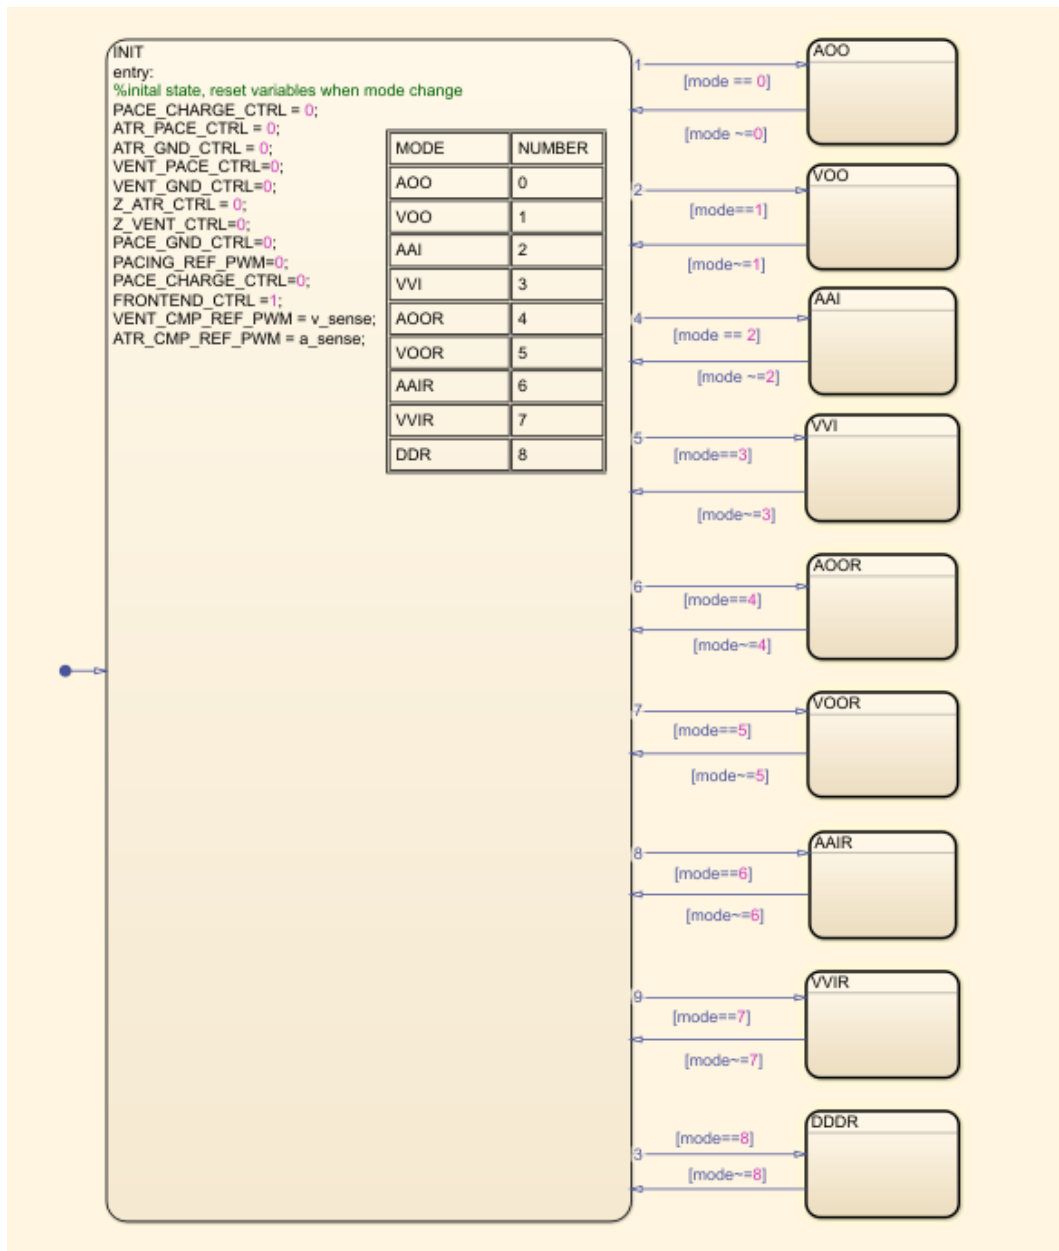 INIT
entry:
%inital state, reset variables when mode change
PACE_CHARGE_CTRL = 0;
ATR_PACE_CTRL = 0;
ATR_GND_CTRL = 0;
VENT_PACE_CTRL=0;
VENT_GND_CTRL=0;
Z_ATR_CTRL = 0;
Z_VENT_CTRL=0;
PACE_GND_CTRL=0;
PACING_REF_PWM=0;
PACE_CHARGE_CTRL=0;
FRONTEND_CTRL =1;
VENT_CMP_REF_PWM = v_sense;
ATR_CMP_REF_PWM = a_sense;
MODE NUMBER
AOO 0
VOO 1
AAI 2
VVI 3
AOOR 4
VOOR 5
AAIR 6
VVIR 7
DDR 8
1
[mode == 0]
[mode ~=0]
AOO
2
[mode==1]
[mode~=1]
VOO
4
[mode == 2]
[mode ~=2]
AAI
5
[mode==3]
[mode~=3]
VVI
6
[mode==4]
[mode~=4]
AOOR
7
[mode==5]
[mode~=5]
VOOR
8
[mode==6]
[mode~=6]
AAIR
9
[mode==7]
[mode~=7]
VVIR
3
[mode==8]
[mode~=8]
DDDR